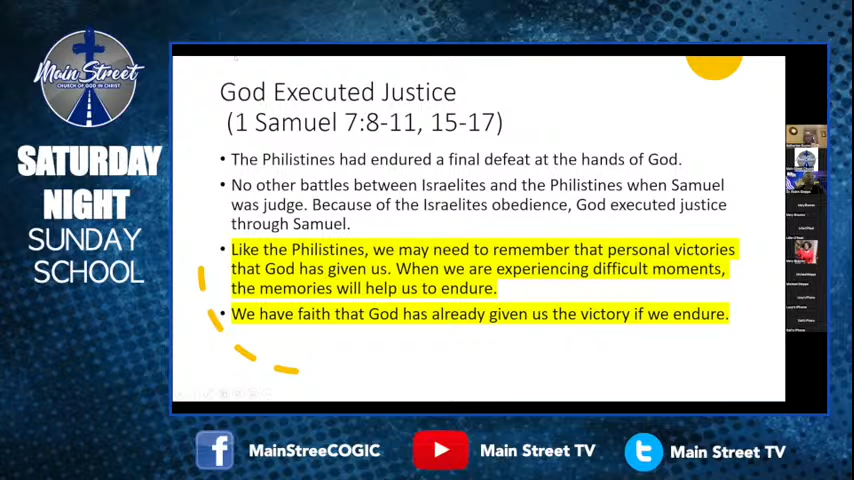 Main Street
CHURCH OF GOD IN CHRIST
SATURDAY
NIGHT
SUNDAY
SCHOOL
God Executed Justice
(1 Samuel 7:8-11, 15-17)
• The Philistines had endured a final defeat at the hands of God.
• No other battles between Israelites and the Philistines when Samuel
was judge. Because of the Israelites obedience, God executed justice
through Samuel.
• Like the Philistines, we may need to remember that personal victories
that God has given us. When we are experiencing difficult moments,
the memories will help us to endure.
• We have faith that God has already given us the victory if we endure.
MainStreeCOGIC
Main Street TV
Main Street TV